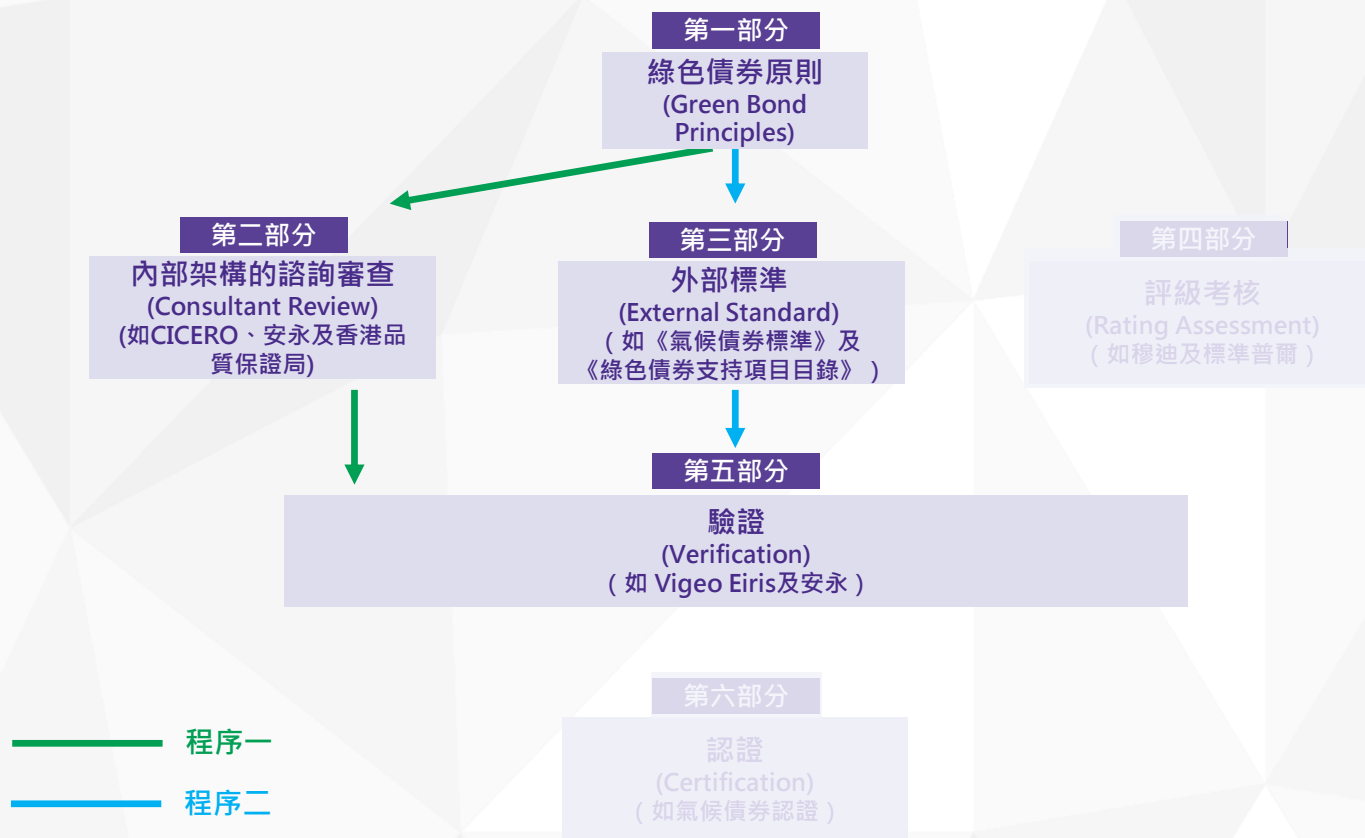 第一部分
綠色債券原則
(Green Bond
Principles)
第二部分
內部架構的諮詢審查
(Consultant Review)
(如CICERO、安永及香港品
質保證局)
第三部分
外部標準
(External Standard)
（如《氣候債券標準》及
《綠色債券支持項目目錄》）
第四部分
評級考核
(Rating Assessment)
（如穆迪及標準普爾）
第五部分
驗證
(Verification)
（如 Vigeo Eiris及安永）
第六部分
認證
(Certification)
（如氣候債券認證）
程序一
程序二